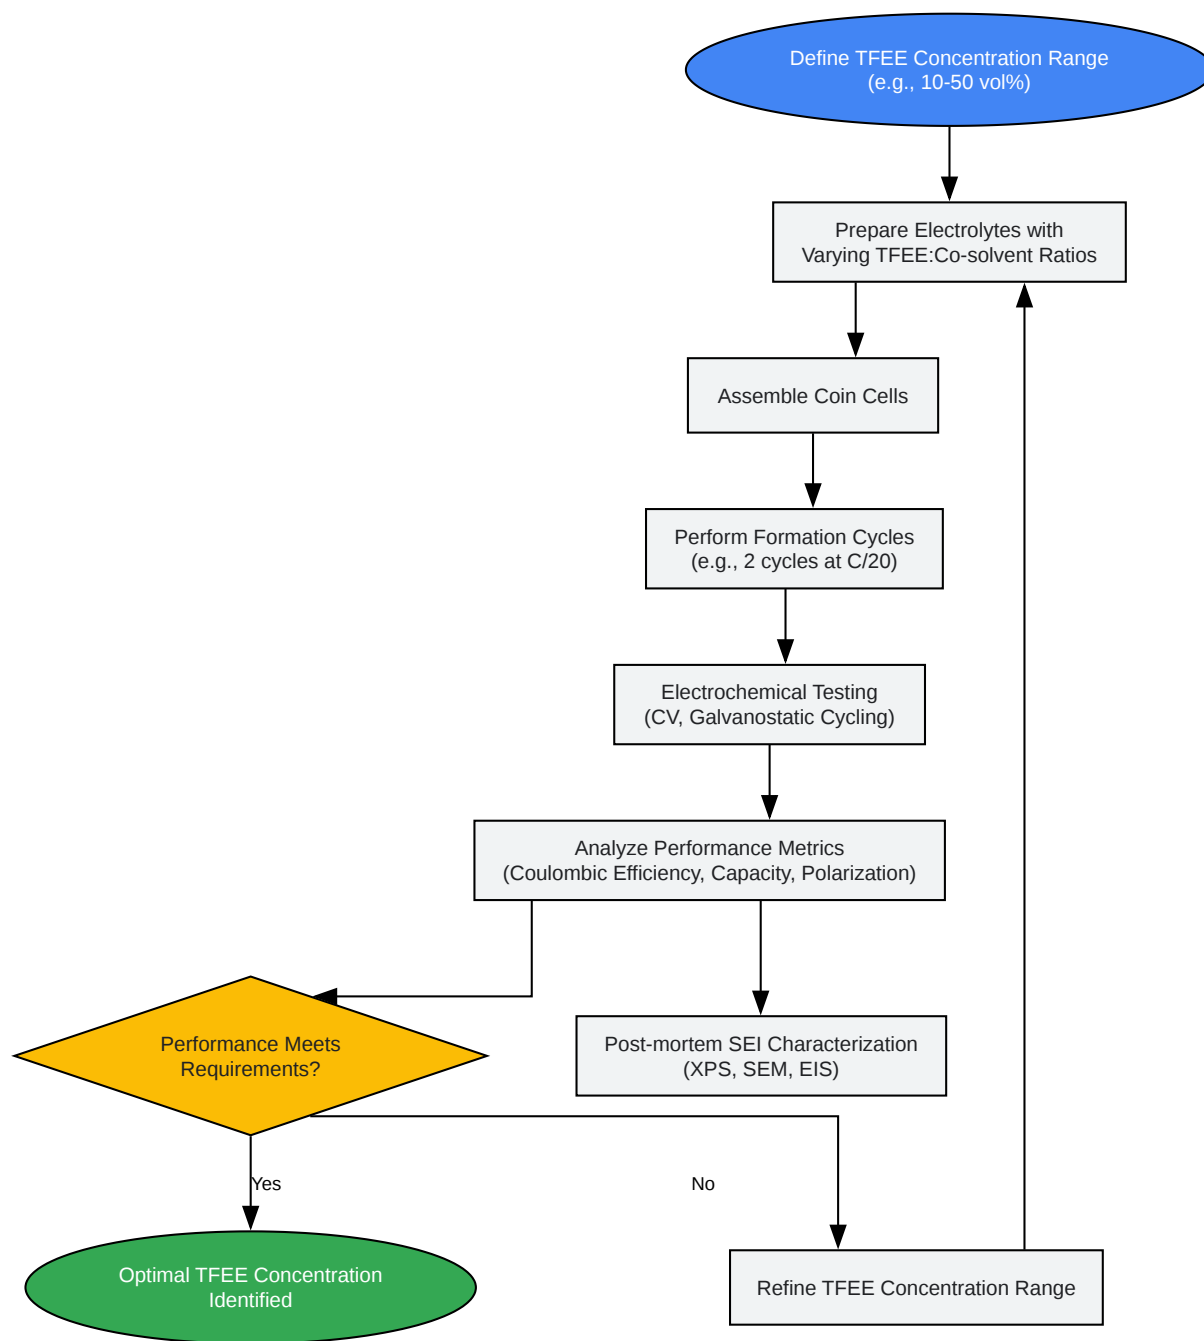 Define TFEE Concentration Range
(e.g., 10-50 vol%)
Prepare Electrolytes with
Varying TFEE:Co-solvent Ratios
Assemble Coin Cells
Perform Formation Cycles
(e.g., 2 cycles at C/20)
Electrochemical Testing
(CV, Galvanostatic Cycling)
Analyze Performance Metrics
(Coulombic Efficiency, Capacity, Polarization)
Performance Meets
Requirements?
Post-mortem SEI Characterization
(XPS, SEM, EIS)
Yes
No
Optimal TFEE Concentration
Identified
Refine TFEE Concentration Range